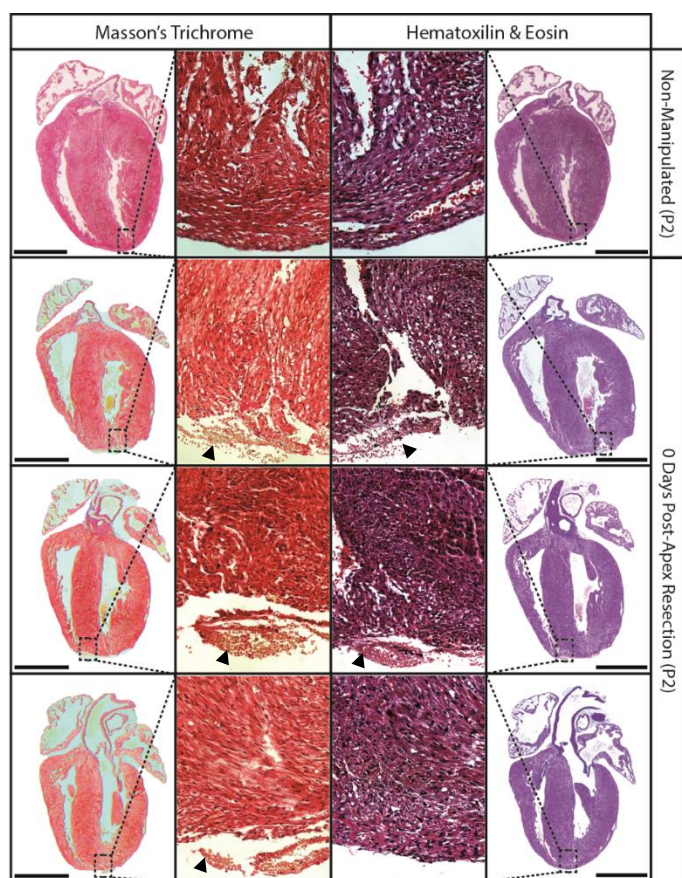 Masson's Trichrome
Hematoxilin & Eosin
Non-Manipulated (P2)
0 Days Post-Apex Resection (P2)